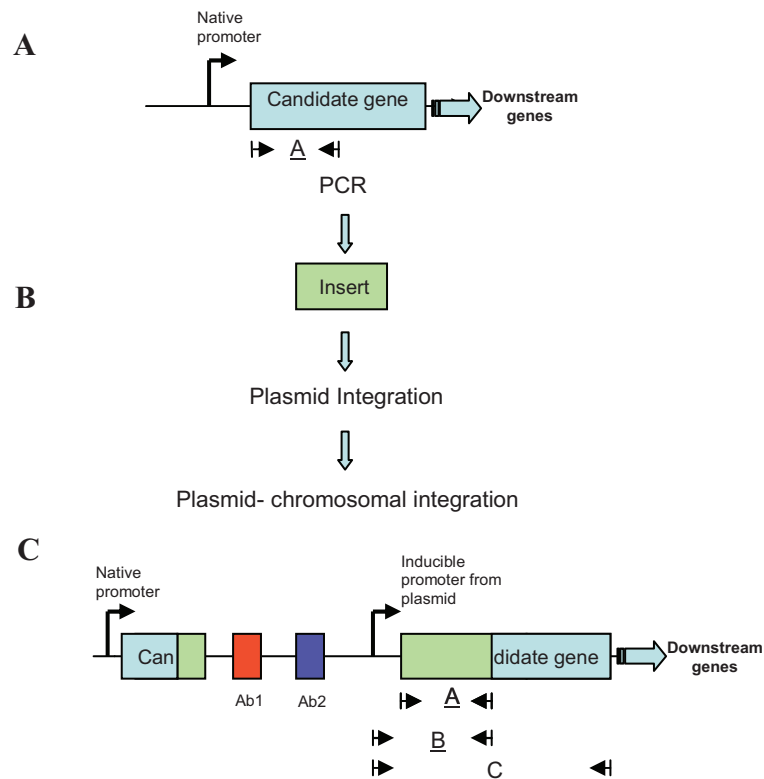 A
Native
promoter
Candidate gene
Downstream
genes
A
PCR
Insert
B
Plasmid Integration
Plasmid- chromosomal integration
C
Native
promoter
Inducible
promoter from
plasmid
Can
didate gene
Downstream
genes
Ab1
Ab2
A
B
C